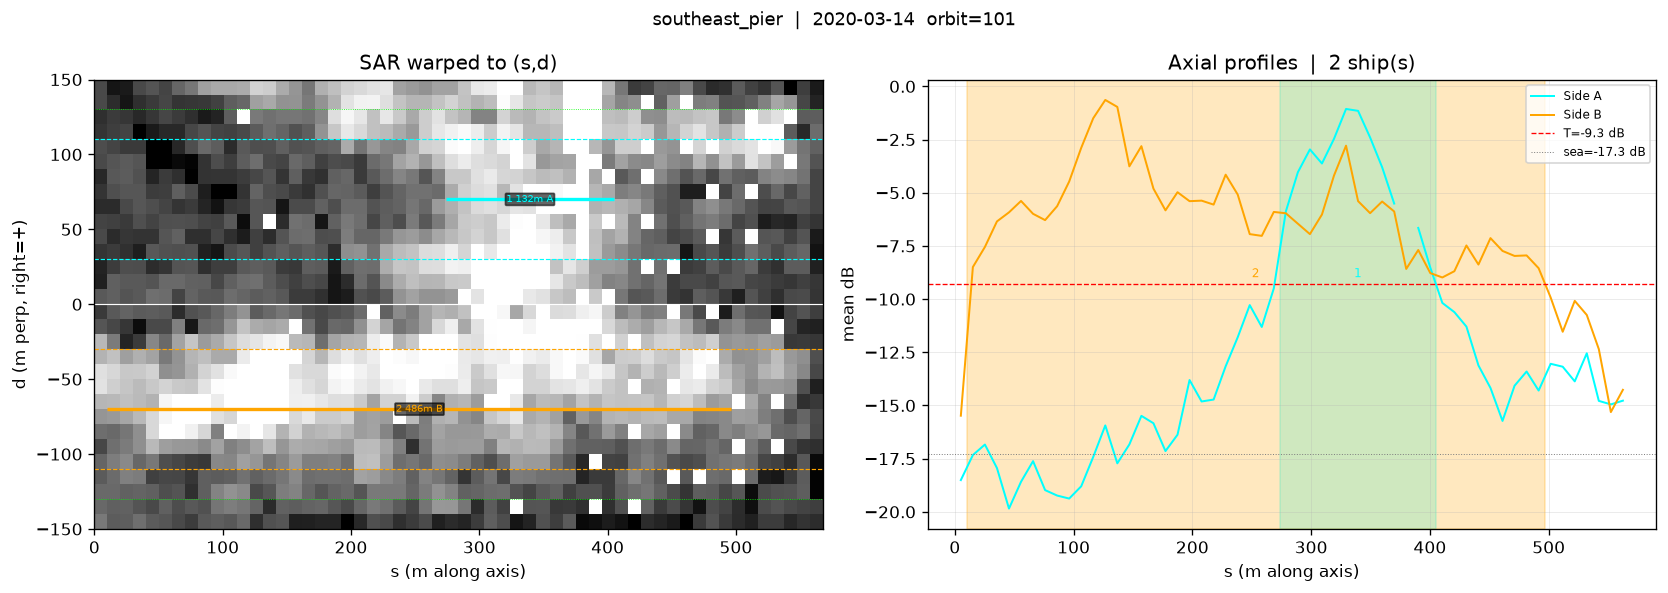 southeast_pier | 2020-03-14 orbit=101
SAR warped to (s,d)
150
100
50
0
−50
−100
−150
d (m perp, right=+)
1 132m A
2 486m B
0 100 200 300 400 500
s (m along axis)
Axial profiles | 2 ship(s)
0.0
−2.5
−5.0
−7.5
−10.0
−12.5
−15.0
−17.5
−20.0
mean dB
Side A
Side B
T=-9.3 dB
sea=-17.3 dB
2
1
0 100 200 300 400 500
s (m along axis)